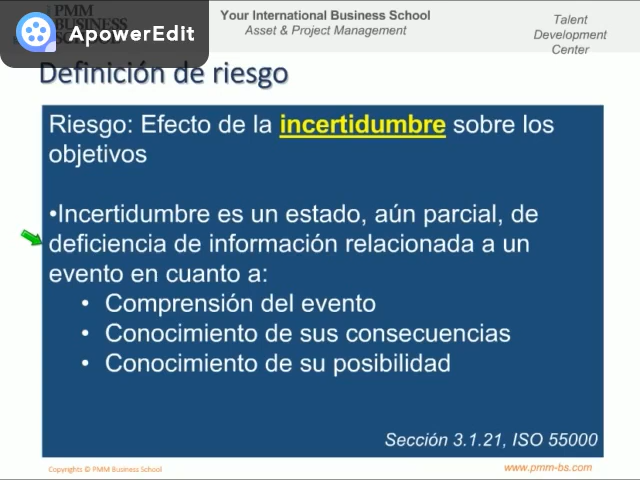 PMM
BUSINESS
SCHOOL
ApowerEdit
Your International Business School
Asset & Project Management
Talent
Development
Center
Definición de riesgo
Riesgo: Efecto de la incertidumbre sobre los
objetivos
•Incertidumbre es un estado, aún parcial, de
deficiencia de información relacionada a un
evento en cuanto a:
• Comprensión del evento
• Conocimiento de sus consecuencias
• Conocimiento de su posibilidad
Sección 3.1.21, ISO 55000
Copyrights © PMM Business School
www.pmm-bs.com